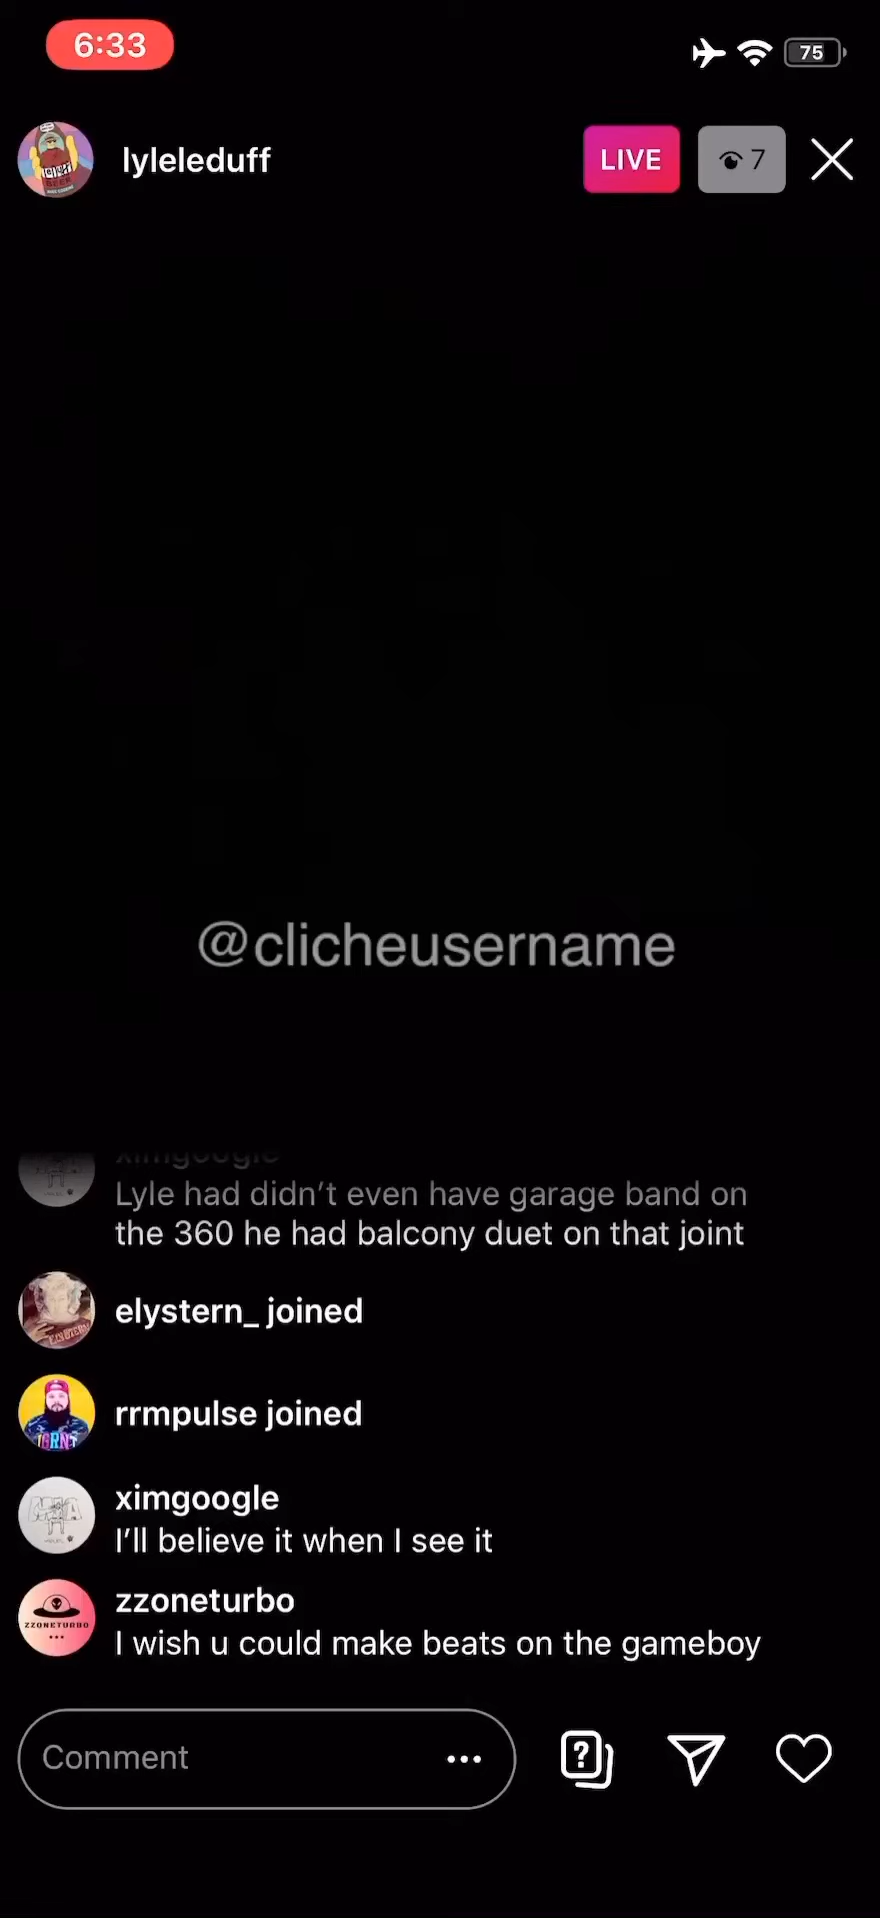 6:33
75
lyleleduff
LIVE
7
@clicheusername
ximgoogle
Lyle had didn't even have garage band on
the 360 he had balcony duet on that joint
elystern_ joined
rrmpulse joined
ximgoogle
I'll believe it when I see it
ZZONETURBO
zzoneturbo
I wish u could make beats on the gameboy
Comment